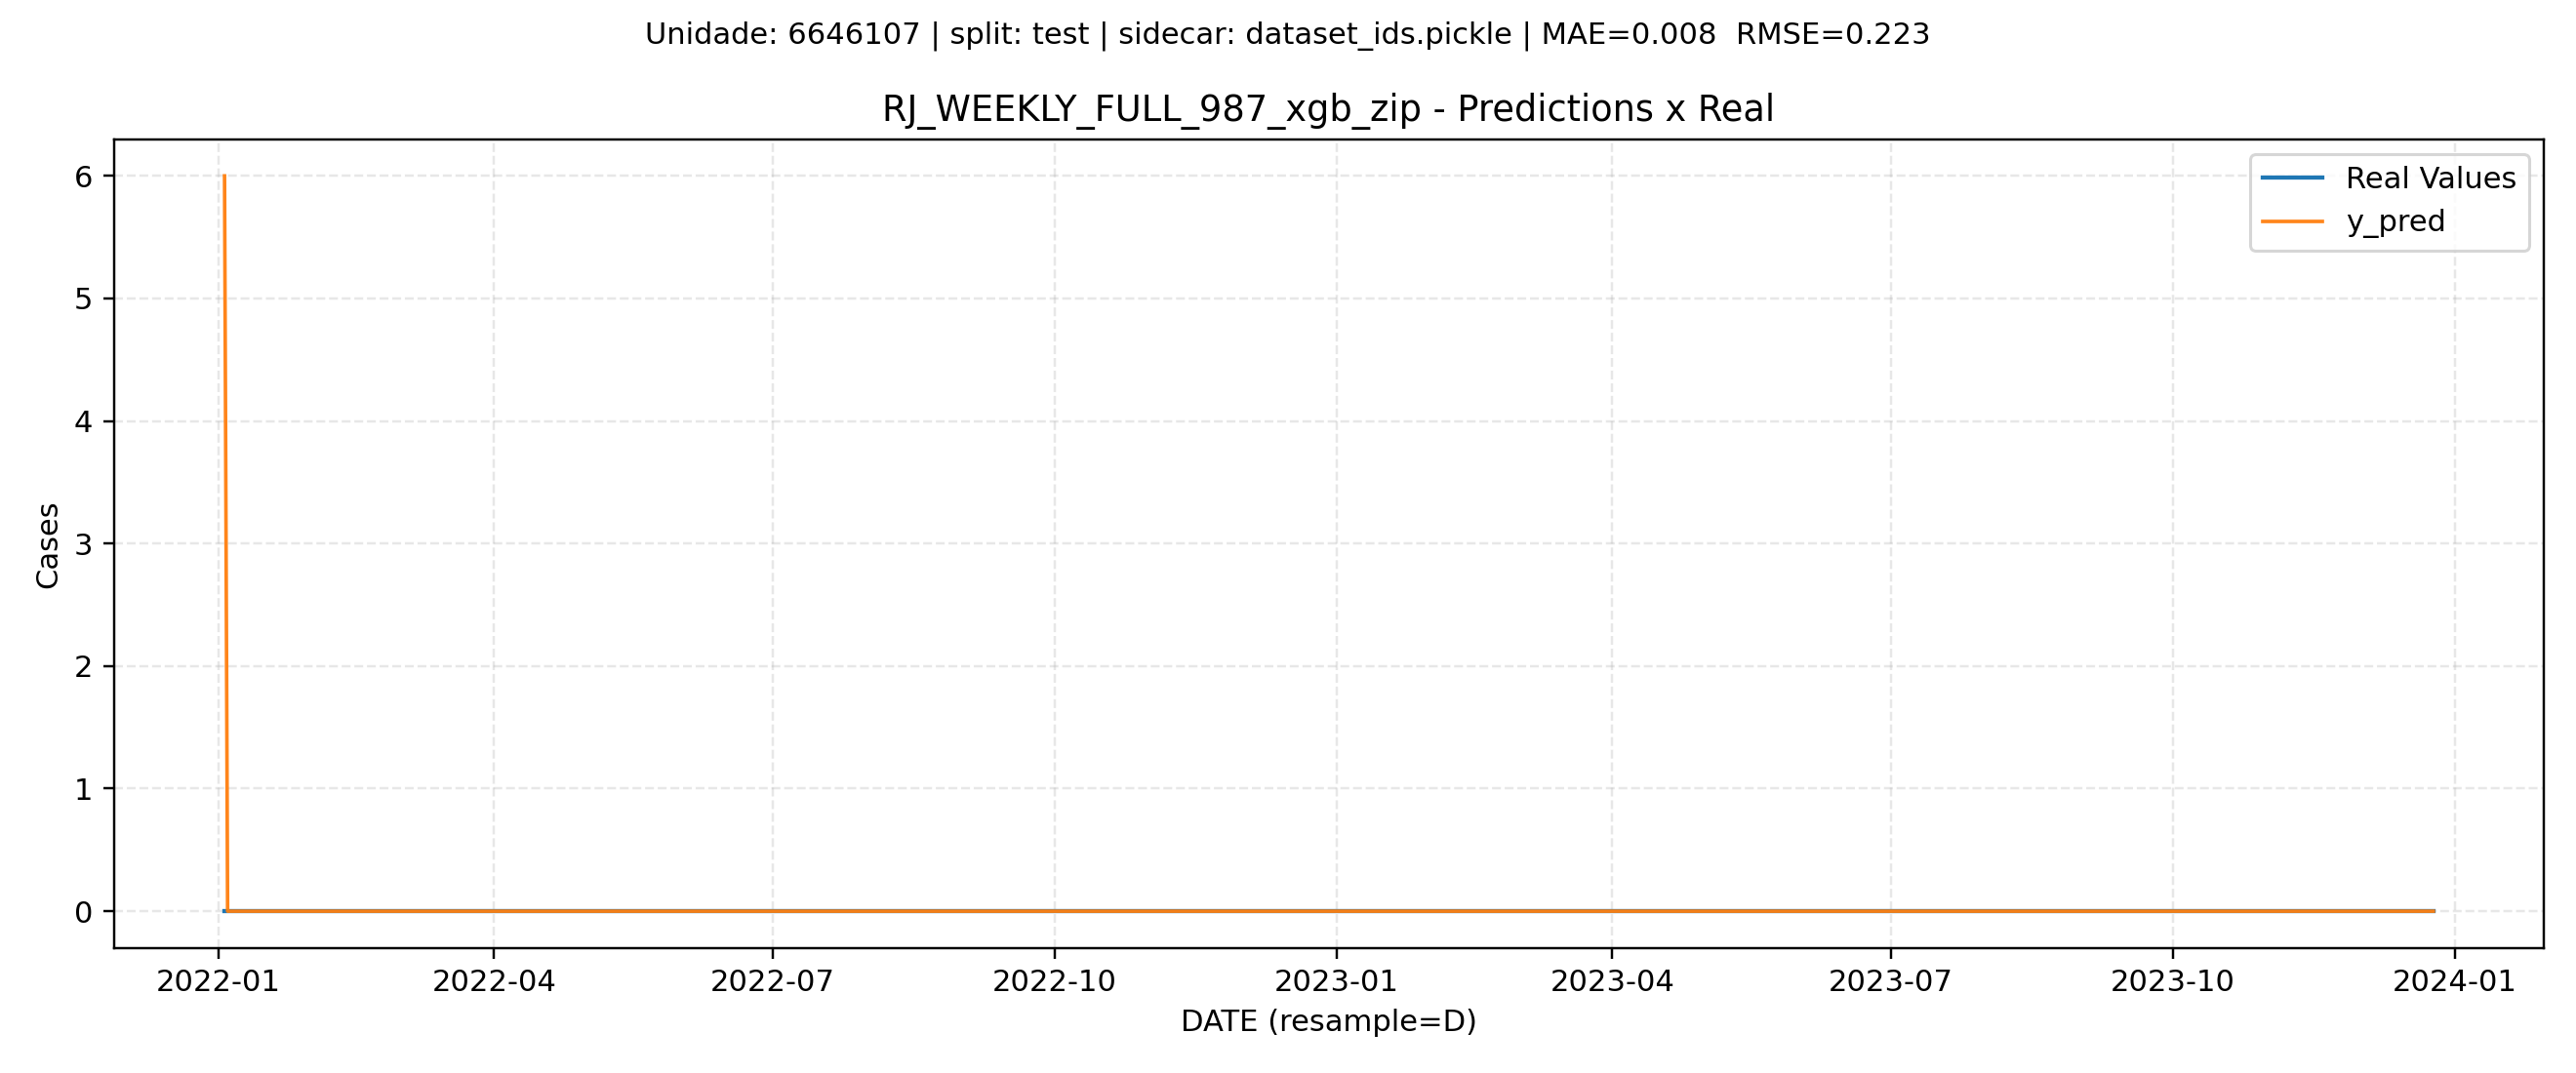 Unidade: 6646107 | split: test | sidecar: dataset_ids.pickle | MAE=0.008  RMSE=0.223
RJ_WEEKLY_FULL_987_xgb_zip - Predictions x Real
Real Values
y_pred
6
5
4
3
2
1
0
Cases
2022-01 2022-04 2022-07 2022-10 2023-01 2023-04 2023-07 2023-10 2024-01
DATE (resample=D)